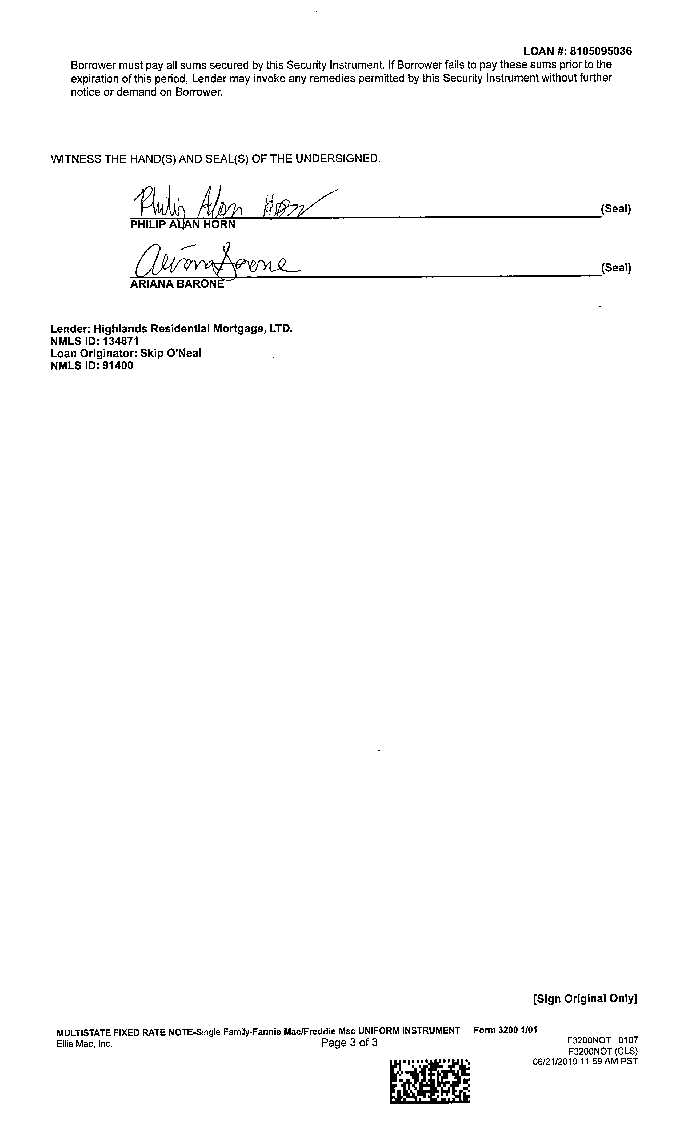 LOAN #: 8105095036
Borrower must pay all sums secured by this Security Instrument. If Borrower fails to pay these sums prior to the
expiration of this period, Lender may invoke any remedies permitted by this Security Instrument without further
notice or demand on Borrower.
WITNESS THE HAND(S) AND SEAL(S) OF THE UNDERSIGNED.
Philip Alan Horn
(Seal)
PHILIP ALAN HORN
Ariana Barone
(Seal)
ARIANA BARONE
Lender: Highlands Residential Mortgage, LTD.
NMLS ID: 134871
Loan Originator: Skip O'Neal
NMLS ID: 91400
[Sign Original Only]
MULTISTATE FIXED RATE NOTE-Single Family-Fannie Mae/Freddie Mac UNIFORM INSTRUMENT Form 3200 1/01
Ellie Mae, Inc. Page 3 of 3 F3200NOT 0107
F3200NOT (CLS)
06/21/2019 11:59 AM PST